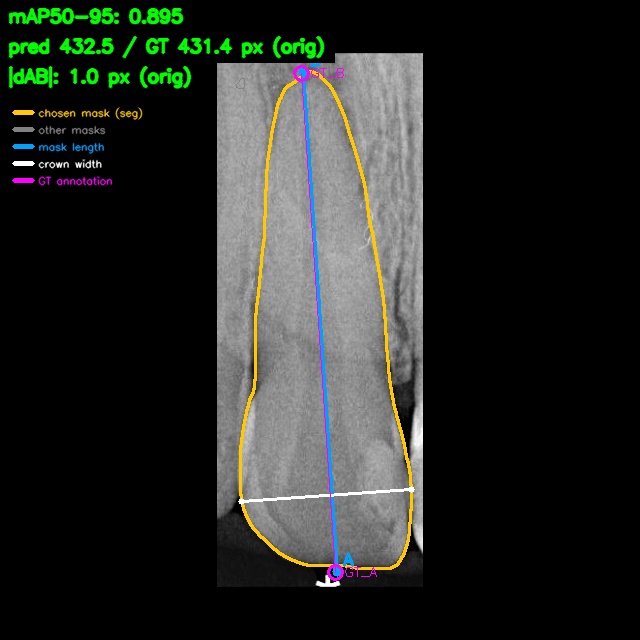 mAP50-95: 0.895
pred 432.5 / GT 431.4 px (orig)
|dAB|: 1.0 px (orig)
chosen mask (seg)
other masks
mask length
crown width
GT annotation
GT_B
A
GT_A